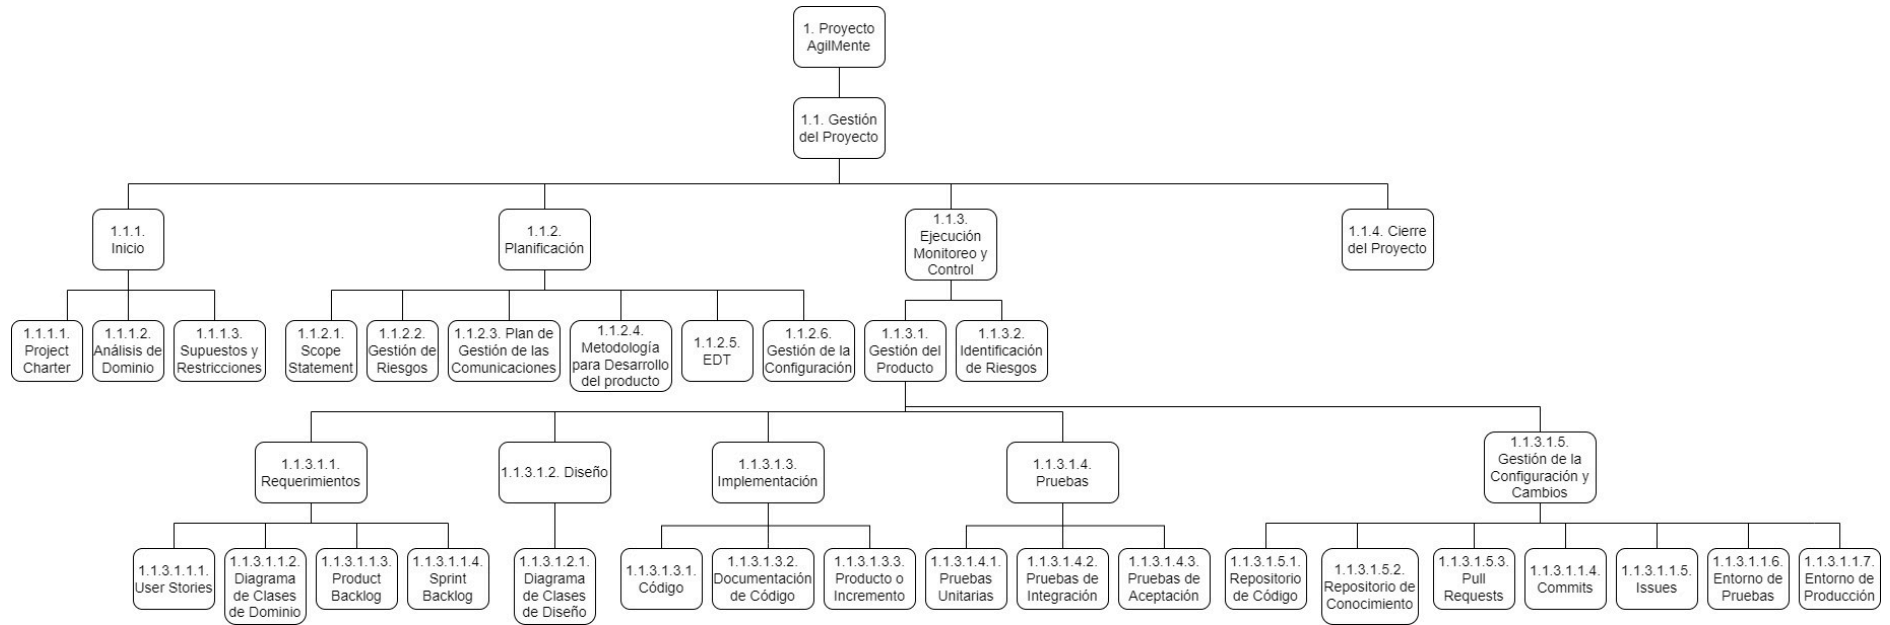 1. Proyecto
AgilMente
1.1. Gestión
del Proyecto
1.1.1.
Inicio
1.1.2.
Planificación
1.1.3.
Ejecución
Monitoreo y
Control
1.1.4. Cierre
del Proyecto
1.1.1.1.
Project
Charter
1.1.1.2.
Análisis de
Dominio
1.1.1.3.
Supuestos y
Restricciones
1.1.2.1.
Scope
Statement
1.1.2.2.
Gestión de
Riesgos
1.1.2.3. Plan de
Gestión de las
Comunicaciones
1.1.2.4.
Metodología
para Desarrollo
del producto
1.1.2.5.
EDT
1.1.2.6.
Gestión de la
Configuración
1.1.3.1.
Gestión del
Producto
1.1.3.2.
Identificación
de Riesgos
1.1.3.1.1.
Requerimientos
1.1.3.1.2. Diseño
1.1.3.1.3.
Implementación
1.1.3.1.4.
Pruebas
1.1.3.1.5.
Gestión de la
Configuración y
Cambios
1.1.3.1.1.1.
User Stories
1.1.3.1.1.2.
Diagrama
de Clases
de Dominio
1.1.3.1.1.3.
Product
Backlog
1.1.3.1.1.4.
Sprint
Backlog
1.1.3.1.2.1.
Diagrama
de Clases
de Diseño
1.1.3.1.3.1.
Código
1.1.3.1.3.2.
Documentación
de Código
1.1.3.1.3.3.
Producto o
Incremento
1.1.3.1.4.1.
Pruebas
Unitarias
1.1.3.1.4.2.
Pruebas de
Integración
1.1.3.1.4.3.
Pruebas de
Aceptación
1.1.3.1.5.1.
Repositorio
de Código
1.1.3.1.5.2.
Repositorio de
Conocimiento
1.1.3.1.5.3.
Pull
Requests
1.1.3.1.1.4.
Commits
1.1.3.1.1.5.
Issues
1.1.3.1.1.6.
Entorno de
Pruebas
1.1.3.1.1.7.
Entorno de
Producción